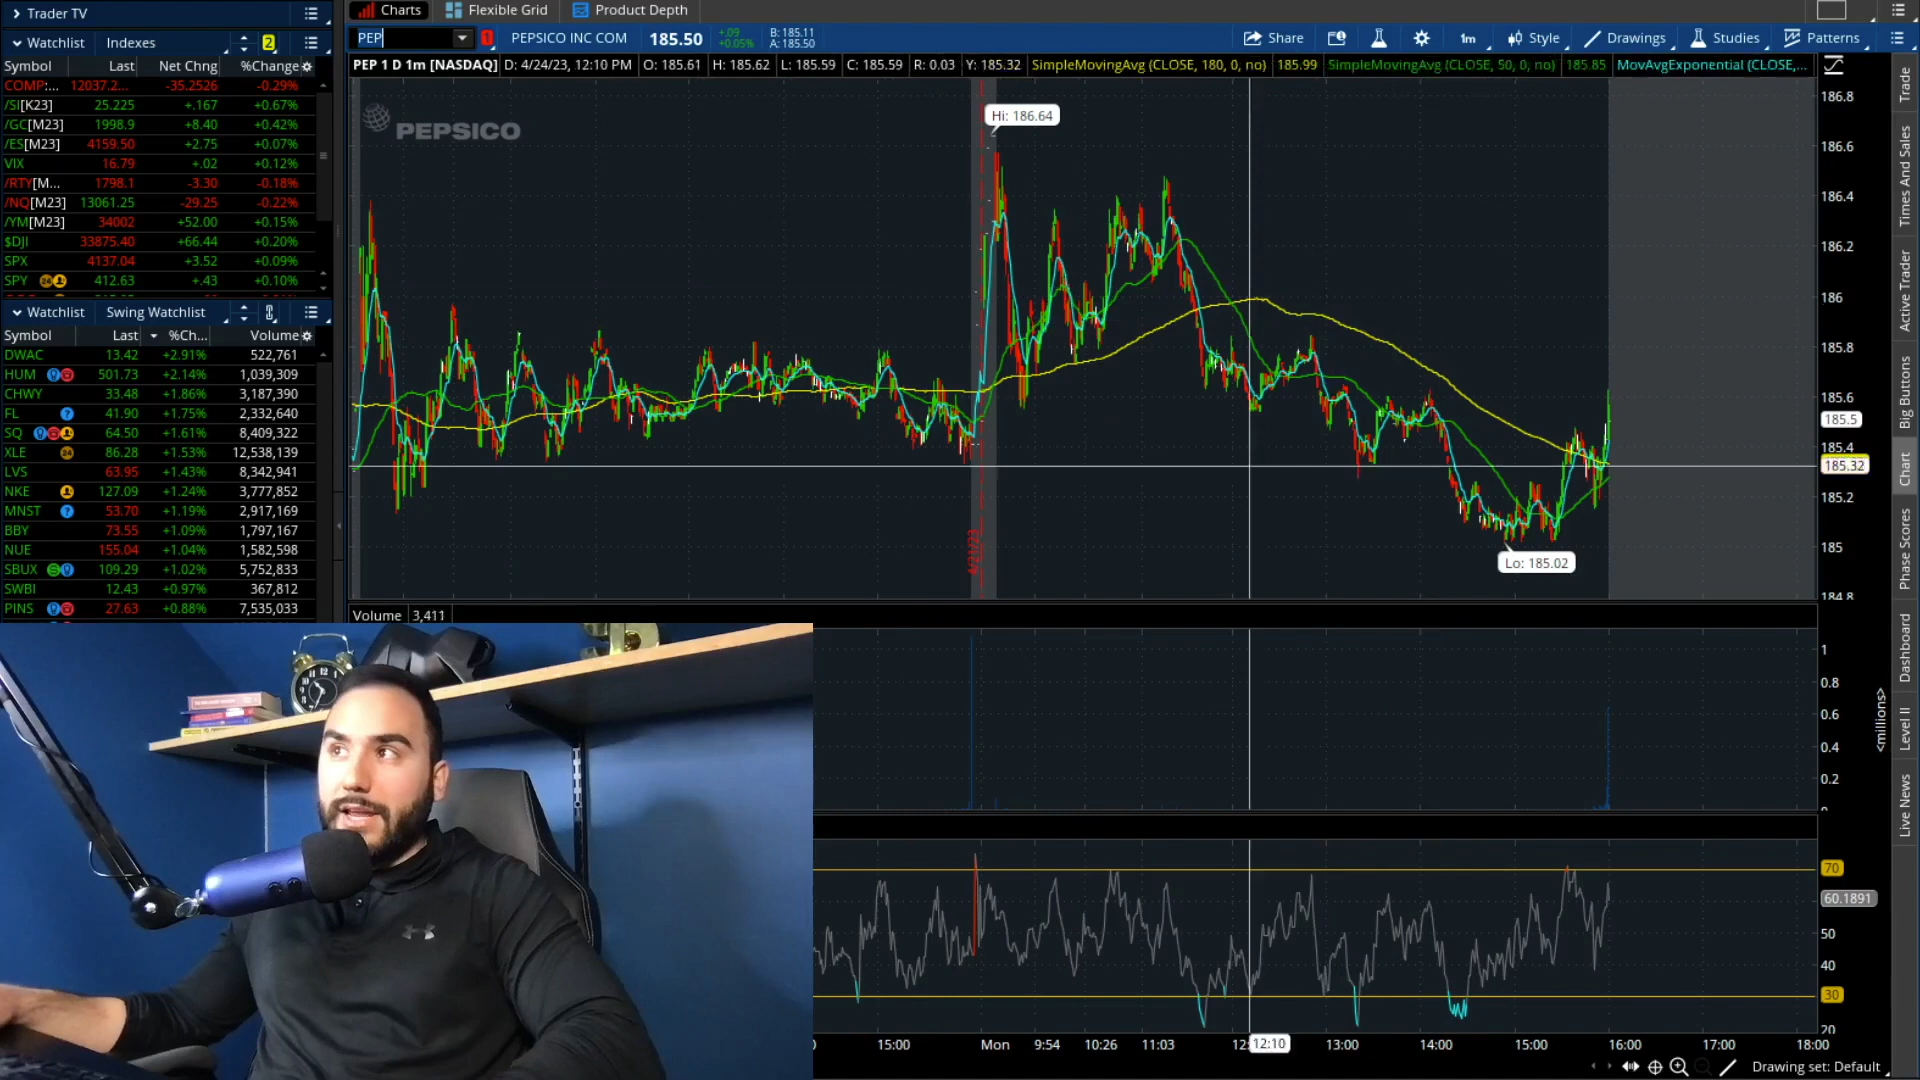 Trader TV
Charts Flexible Grid Product Depth
Watchlist Indexes 2
PEP PEPSICO INC COM 185.50 +.09 +0.05% B: 185.11 A: 185.50 Share 1m Style Drawings Studies Patterns
Symbol Last Net Chng %Change
PEP 1 D 1m [NASDAQ] D: 4/24/23, 12:10 PM O: 185.61 H: 185.62 L: 185.59 C: 185.59 R: 0.03 Y: 185.32 SimpleMovingAvg (CLOSE, 180, 0, no) 185.99 SimpleMovingAvg (CLOSE, 50, 0, no) 185.85 MovAvgExponential (CLOSE,...
COMP:... 12037.2... -35.2526 -0.29%
/SI[K23] 25.225 +.167 +0.67%
/GC[M23] 1998.9 +8.40 +0.42%
/ES[M23] 4159.50 +2.75 +0.07%
VIX 16.79 +.02 +0.12%
/RTY[M... 1798.1 -3.30 -0.18%
/NQ[M23] 13061.25 -29.25 -0.22%
/YM[M23] 34002 +52.00 +0.15%
$DJI 33875.40 +66.44 +0.20%
SPX 4137.04 +3.52 +0.09%
SPY 24 412.63 +.43 +0.10%
Watchlist Swing Watchlist
Symbol Last %Ch... Volume
DWAC 13.42 +2.91% 522,761
HUM 501.73 +2.14% 1,039,309
CHWY 33.48 +1.86% 3,187,390
FL ? 41.90 +1.75% 2,332,640
SQ 64.50 +1.61% 8,409,322
XLE 24 86.28 +1.53% 12,538,139
LVS 63.95 +1.43% 8,342,941
NKE 127.09 +1.24% 3,777,852
MNST ? 53.70 +1.19% 2,917,169
BBY 73.55 +1.09% 1,797,167
NUE 155.04 +1.04% 1,582,598
SBUX 109.29 +1.02% 5,752,833
SWBI 12.43 +0.97% 367,812
PINS 27.63 +0.88% 7,535,033
PEPSICO
Hi: 186.64
Lo: 185.02
4/21/23
186.8
186.6
186.4
186.2
186
185.8
185.6
185.5
185.4
185.32
185.2
185
184.8
Volume 3,411
1
0.8
0.6
0.4
0.2
<millions>
70
60.1891
50
40
30
20
15:00 Mon 9:54 10:26 11:03 12:10 13:00 14:00 15:00 16:00 17:00 18:00
Drawing set: Default
Trade
Times And Sales
Active Trader
Big Buttons
Chart
Phase Scores
Dashboard
Level II
Live News